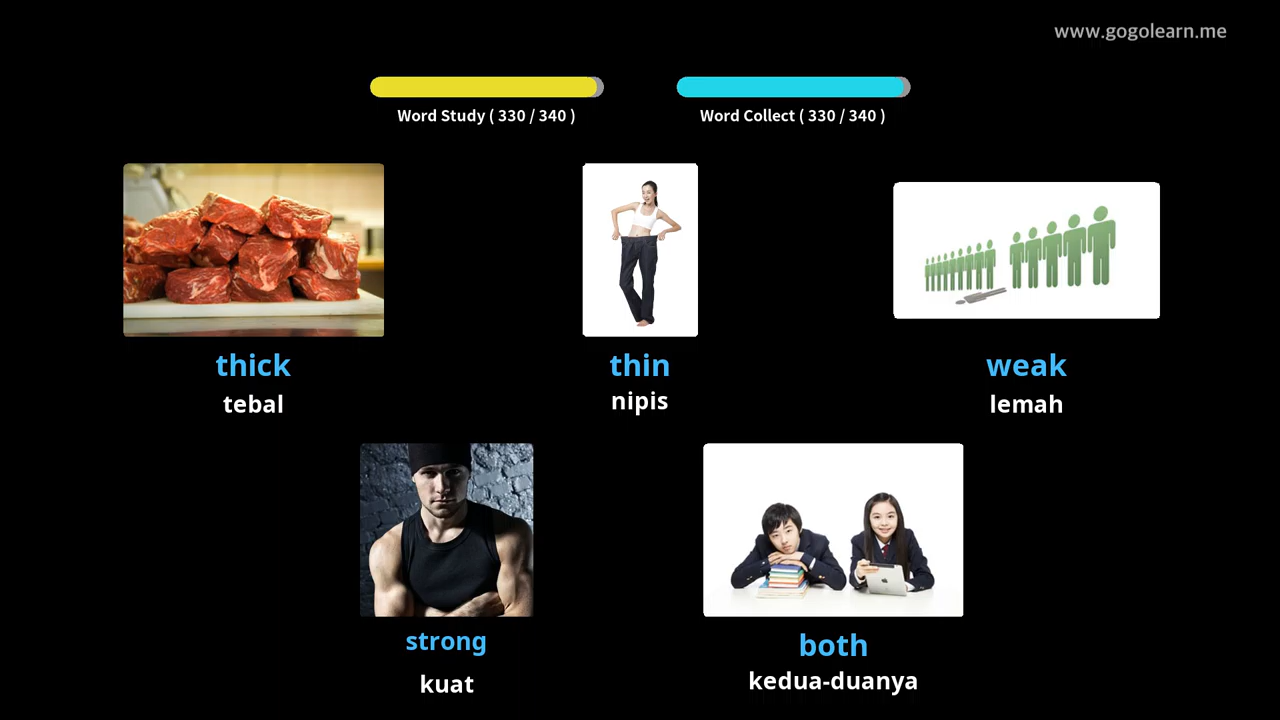 www.gogolearn.me
Word Study ( 330 / 340 )
Word Collect ( 330 / 340 )
thick
tebal
thin
nipis
weak
lemah
strong
kuat
both
kedua-duanya